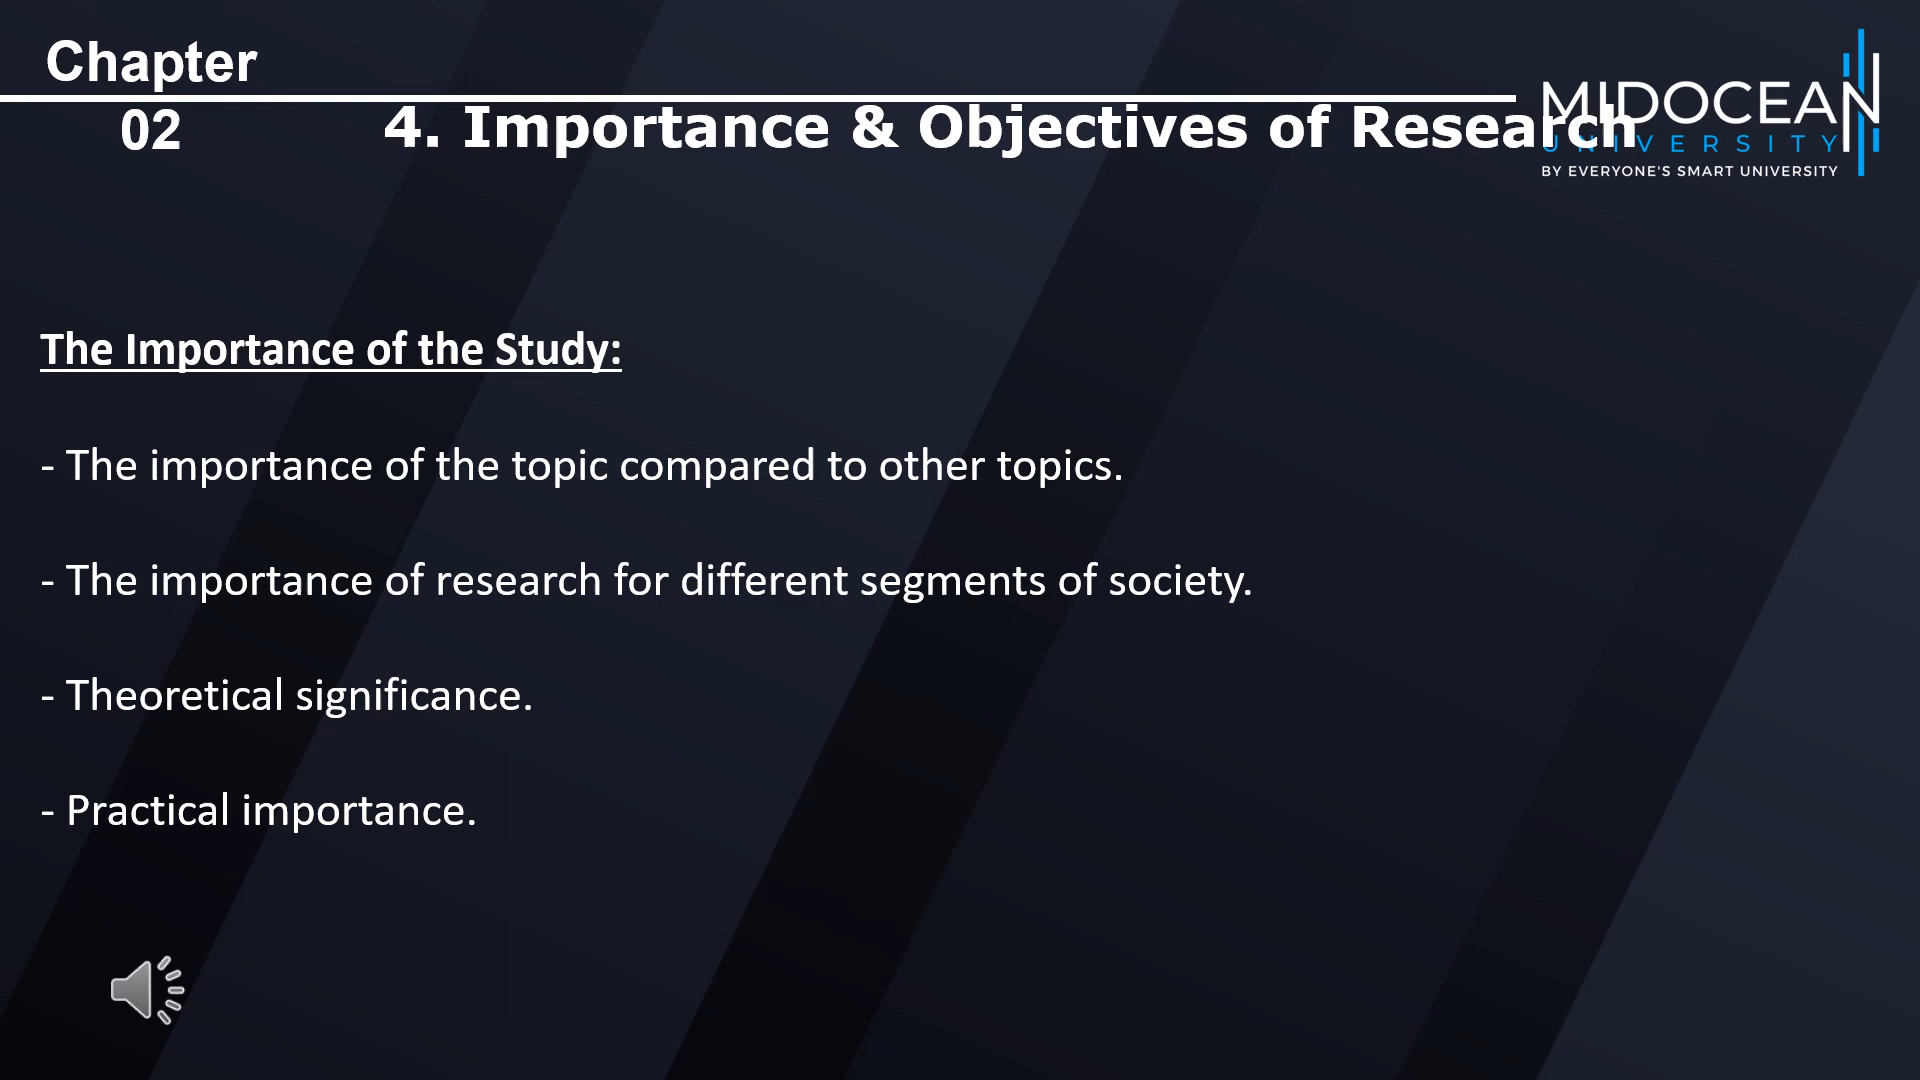 Chapter
02
4. Importance & Objectives of Research
MIDOCEAN
UNIVERSITY
BY EVERYONE'S SMART UNIVERSITY
The Importance of the Study:
- The importance of the topic compared to other topics.
- The importance of research for different segments of society.
- Theoretical significance.
- Practical importance.